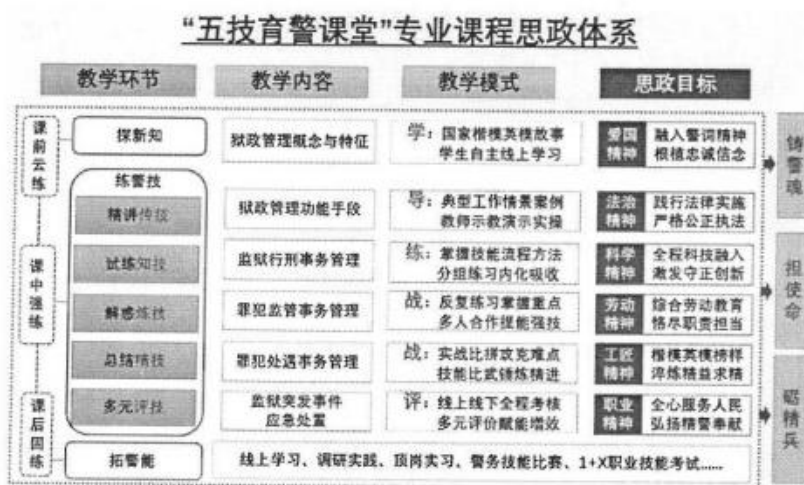 “五技育警课堂”专业课程思政体系
教学环节 教学内容 教学模式 思政目标
课前云练
探新知
狱政管理概念与特征
学：国家楷模英模故事
学生自主线上学习
爱国精神
融入警词精神
根植忠诚信念
铸警魂
练警技
精讲传技
狱政管理功能手段
导：典型工作情景案例
教师示教演示实操
法治精神
践行法律实施
严格公正执法
课中强练
试练知技
监狱行刑事务管理
练：掌握技能流程方法
分组练习内化吸收
科学精神
全程科技融入
激发守正创新
担使命
解惑炼技
罪犯监管事务管理
战：反复练习掌握重点
多人合作提能强技
劳动精神
综合劳动教育
恪尽职责担当
总结精技
罪犯处遇事务管理
战：实战比拼攻克难点
技能比武锤炼精进
工匠精神
楷模英模榜样
淬炼精益求精
砺精兵
课后固练
多元评技
监狱突发事件
应急处置
评：线上线下全程考核
多元评价赋能增效
职业精神
全心服务人民
弘扬精警奉献
拓警能
线上学习、调研实践、顶岗实习、警务技能比赛、1+X职业技能考试……